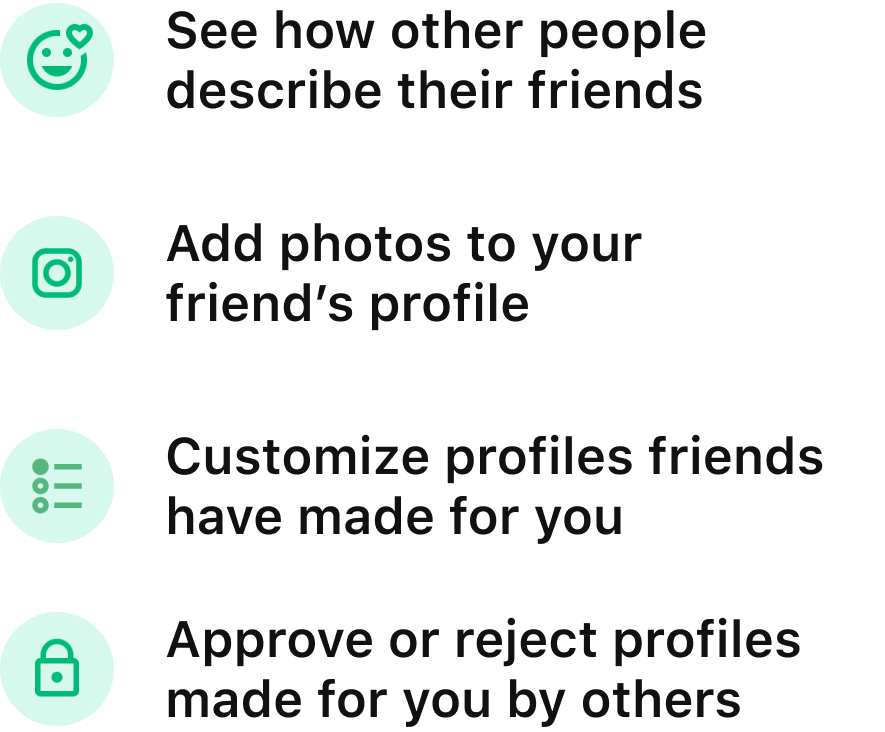 See how other people
describe their friends
Add photos to your
friend’s profile
Customize profiles friends
have made for you
Approve or reject profiles
made for you by others